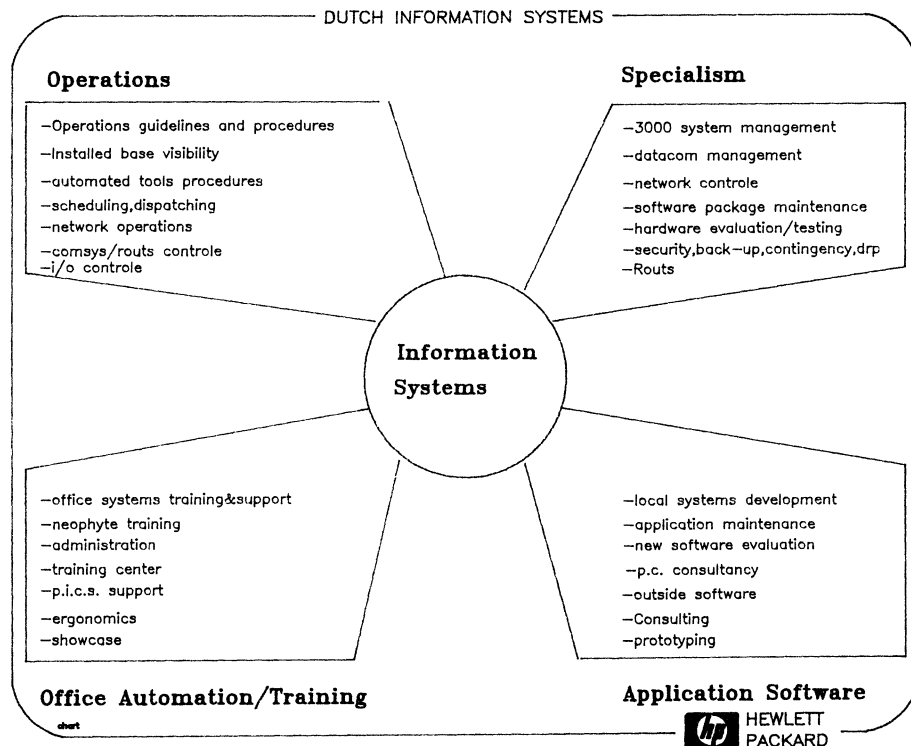 DUTCH INFORMATION SYSTEMS
Operations
-Operations guidelines and procedures
-Installed base visibility
-automated tools procedures
-scheduling,dispatching
-network operations
-comsys/routs controle
-i/o controle
Specialism
-3000 system management
-datacom management
-network controle
-software package maintenance
-hardware evaluation/testing
-security,back-up,contingency,drp
-Routs
Information
Systems
-office systems training&support
-neophyte training
-administration
-training center
-p.i.c.s. support
-ergonomics
-showcase
Office Automation/Training
-local systems development
-application maintenance
-new software evaluation
-p.c. consultancy
-outside software
-Consulting
-prototyping
Application Software
chart
hp
HEWLETT
PACKARD